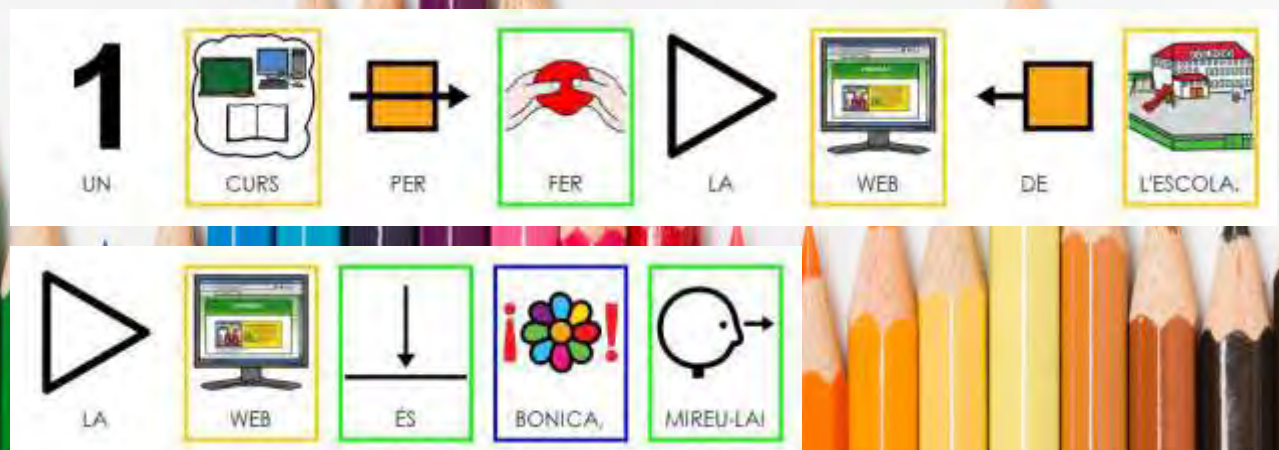 UN CURS PER FER LA WEB DE L'ESCOLA.
LA WEB ÉS BONICA, MIREU-LA!